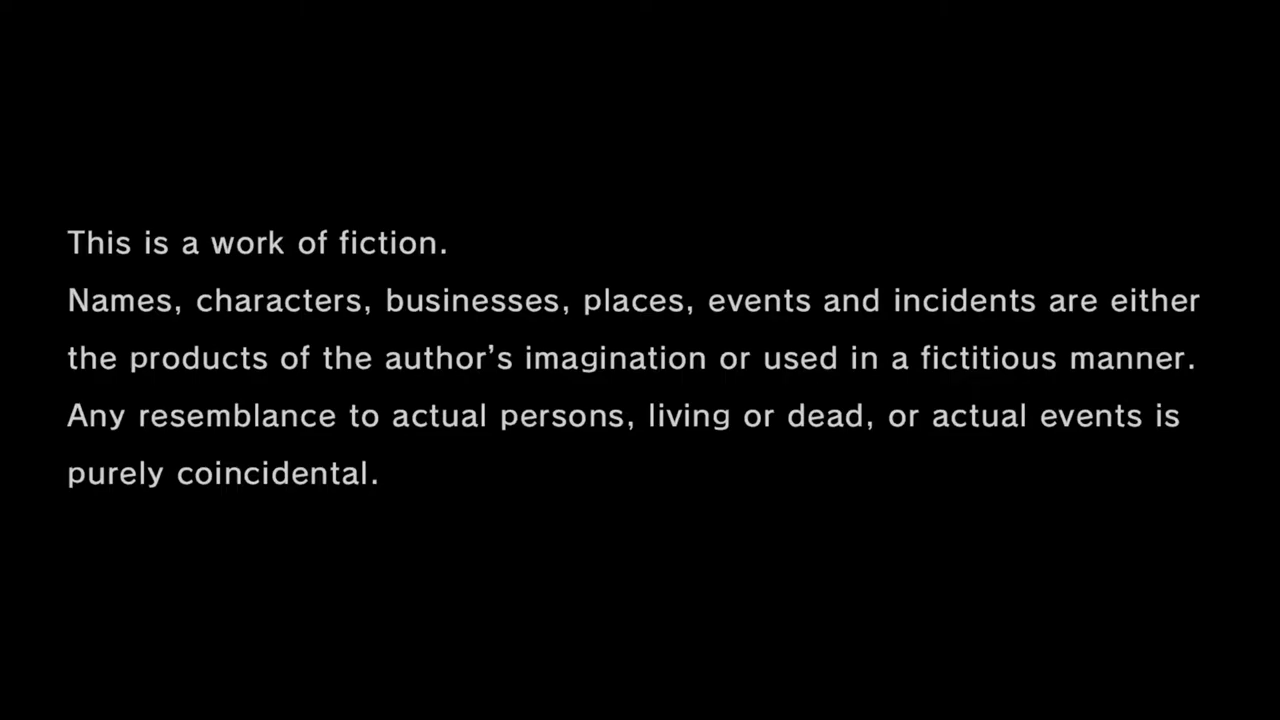 This is a work of fiction.
Names, characters, businesses, places, events and incidents are either
the products of the author’s imagination or used in a fictitious manner.
Any resemblance to actual persons, living or dead, or actual events is
purely coincidental.